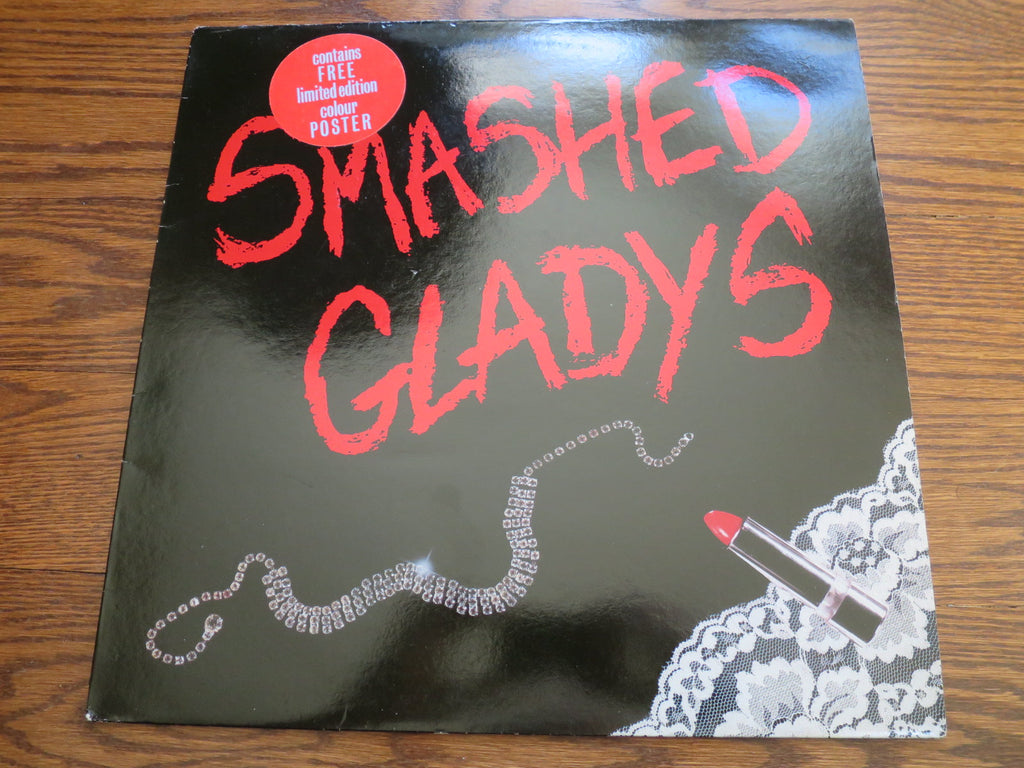 contains
FREE
limited edition
colour
POSTER
SMASHED
GLADYS